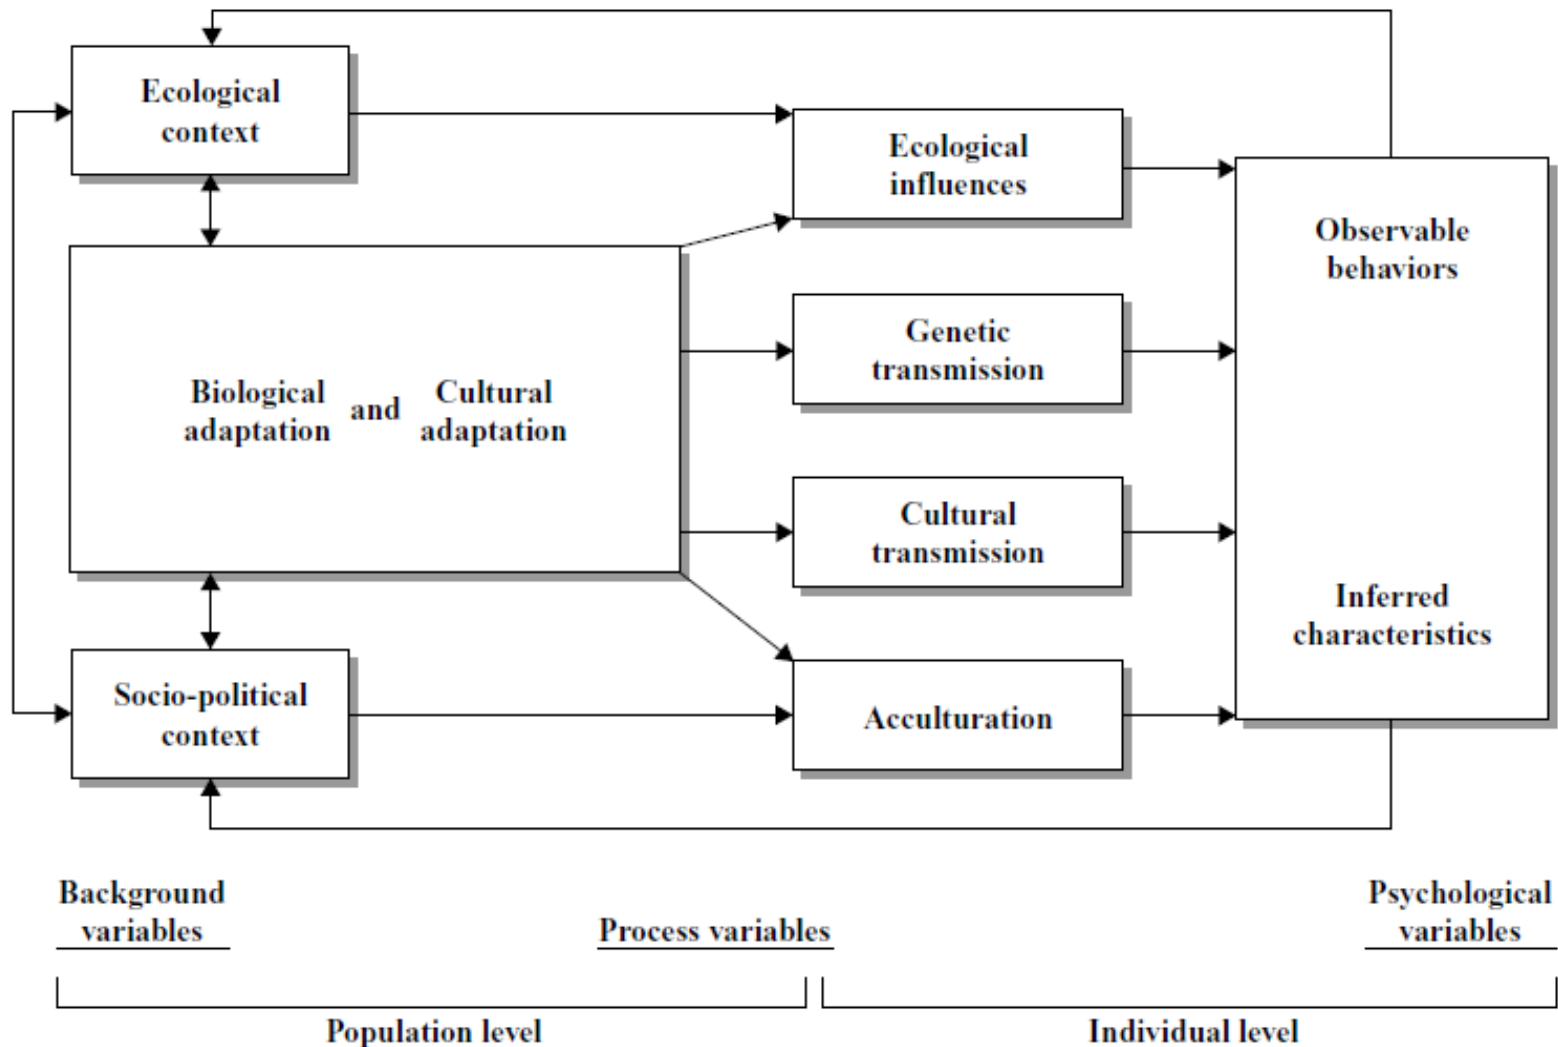 Ecological
context
Ecological
influences
Observable
behaviors
Genetic
transmission
Biological
adaptation
and
Cultural
adaptation
Cultural
transmission
Inferred
characteristics
Socio-political
context
Acculturation
Background
variables
Process variables
Psychological
variables
Population level
Individual level